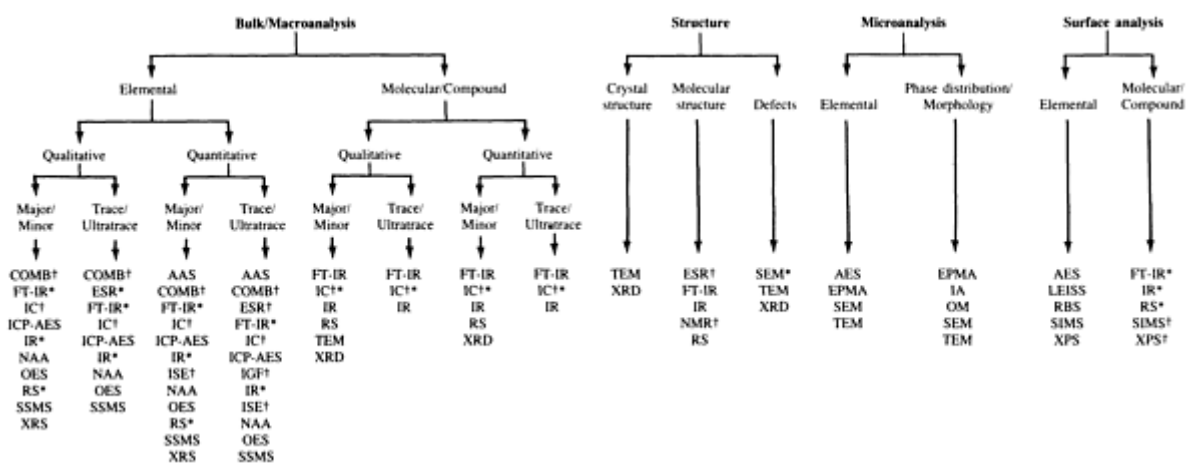 Bulk/Macroanalysis
Elemental
Molecular/Compound
Qualitative
Quantitative
Qualitative
Quantitative
Major/
Minor
Trace/
Ultratrace
Major/
Minor
Trace/
Ultratrace
Major/
Minor
Trace/
Ultratrace
Major/
Minor
Trace/
Ultratrace
COMB†
FT-IR*
IC†
ICP-AES
IR*
NAA
OES
RS*
SSMS
XRS
COMB†
ESR*
FT-IR*
IC†
ICP-AES
IR*
NAA
OES
SSMS
AAS
COMB†
FT-IR*
IC†
ICP-AES
IR*
ISE†
NAA
OES
RS*
SSMS
XRS
AAS
COMB†
ESR†
FT-IR*
IC†
ICP-AES
IGF†
IR*
ISE†
NAA
OES
SSMS
FT-IR
IC†*
IR
RS
TEM
XRD
FT-IR
IC†*
IR
FT-IR
IC†*
IR
RS
XRD
FT-IR
IC†*
IR
Structure
Crystal
structure
Molecular
structure
Defects
TEM
XRD
ESR†
FT-IR
IR
NMR†
RS
SEM*
TEM
XRD
Microanalysis
Elemental
Phase distribution/
Morphology
AES
EPMA
SEM
TEM
EPMA
IA
OM
SEM
TEM
Surface analysis
Elemental
Molecular/
Compound
AES
LEISS
RBS
SIMS
XPS
FT-IR*
IR*
RS*
SIMS†
XPS†